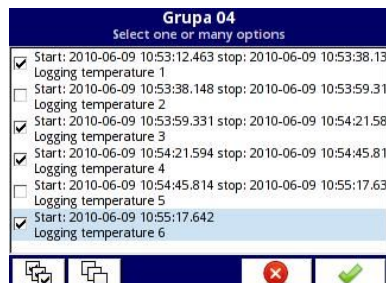 Grupa 04
Select one or many options
Start: 2010-06-09 10:53:12.463 stop: 2010-06-09 10:53:38.13
Logging temperature 1
Start: 2010-06-09 10:53:38.148 stop: 2010-06-09 10:53:59.31
Logging temperature 2
Start: 2010-06-09 10:53:59.331 stop: 2010-06-09 10:54:21.58
Logging temperature 3
Start: 2010-06-09 10:54:21.594 stop: 2010-06-09 10:54:45.81
Logging temperature 4
Start: 2010-06-09 10:54:45.814 stop: 2010-06-09 10:55:17.63
Logging temperature 5
Start: 2010-06-09 10:55:17.642
Logging temperature 6